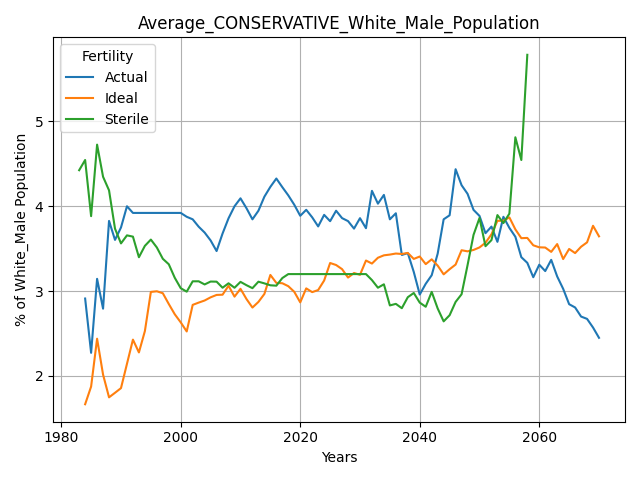 Average_CONSERVATIVE_White_Male_Population
Fertility
Actual
Ideal
Sterile
% of White_Male Population
5
4
3
2
1980
2000
2020
2040
2060
Years